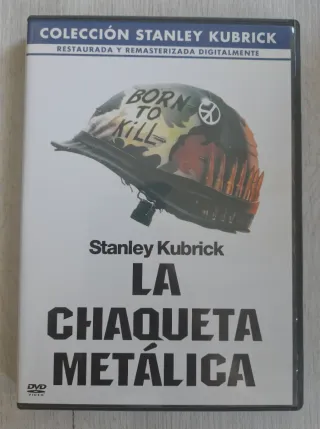 COLECCIÓN STANLEY KUBRICK
RESTAURADA Y REMASTERIZADA DIGITALMENTE
BORN
TO
KILL
Stanley Kubrick
LA
CHAQUETA
METÁLICA
DVD
VIDEO